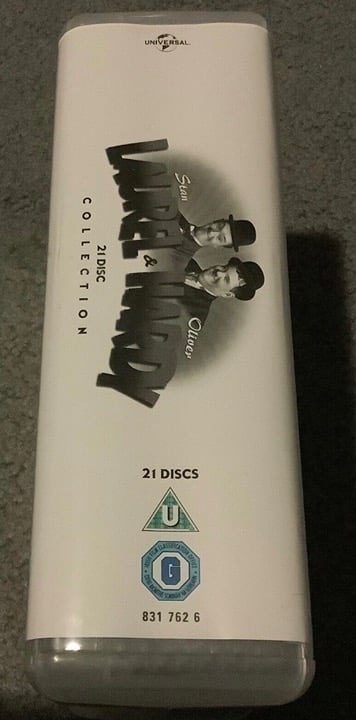 UNIVERSAL
Stan
LAUREL & HARDY
Oliver
21 DISC
COLLECTION
21 DISCS
U
G
831 762 6